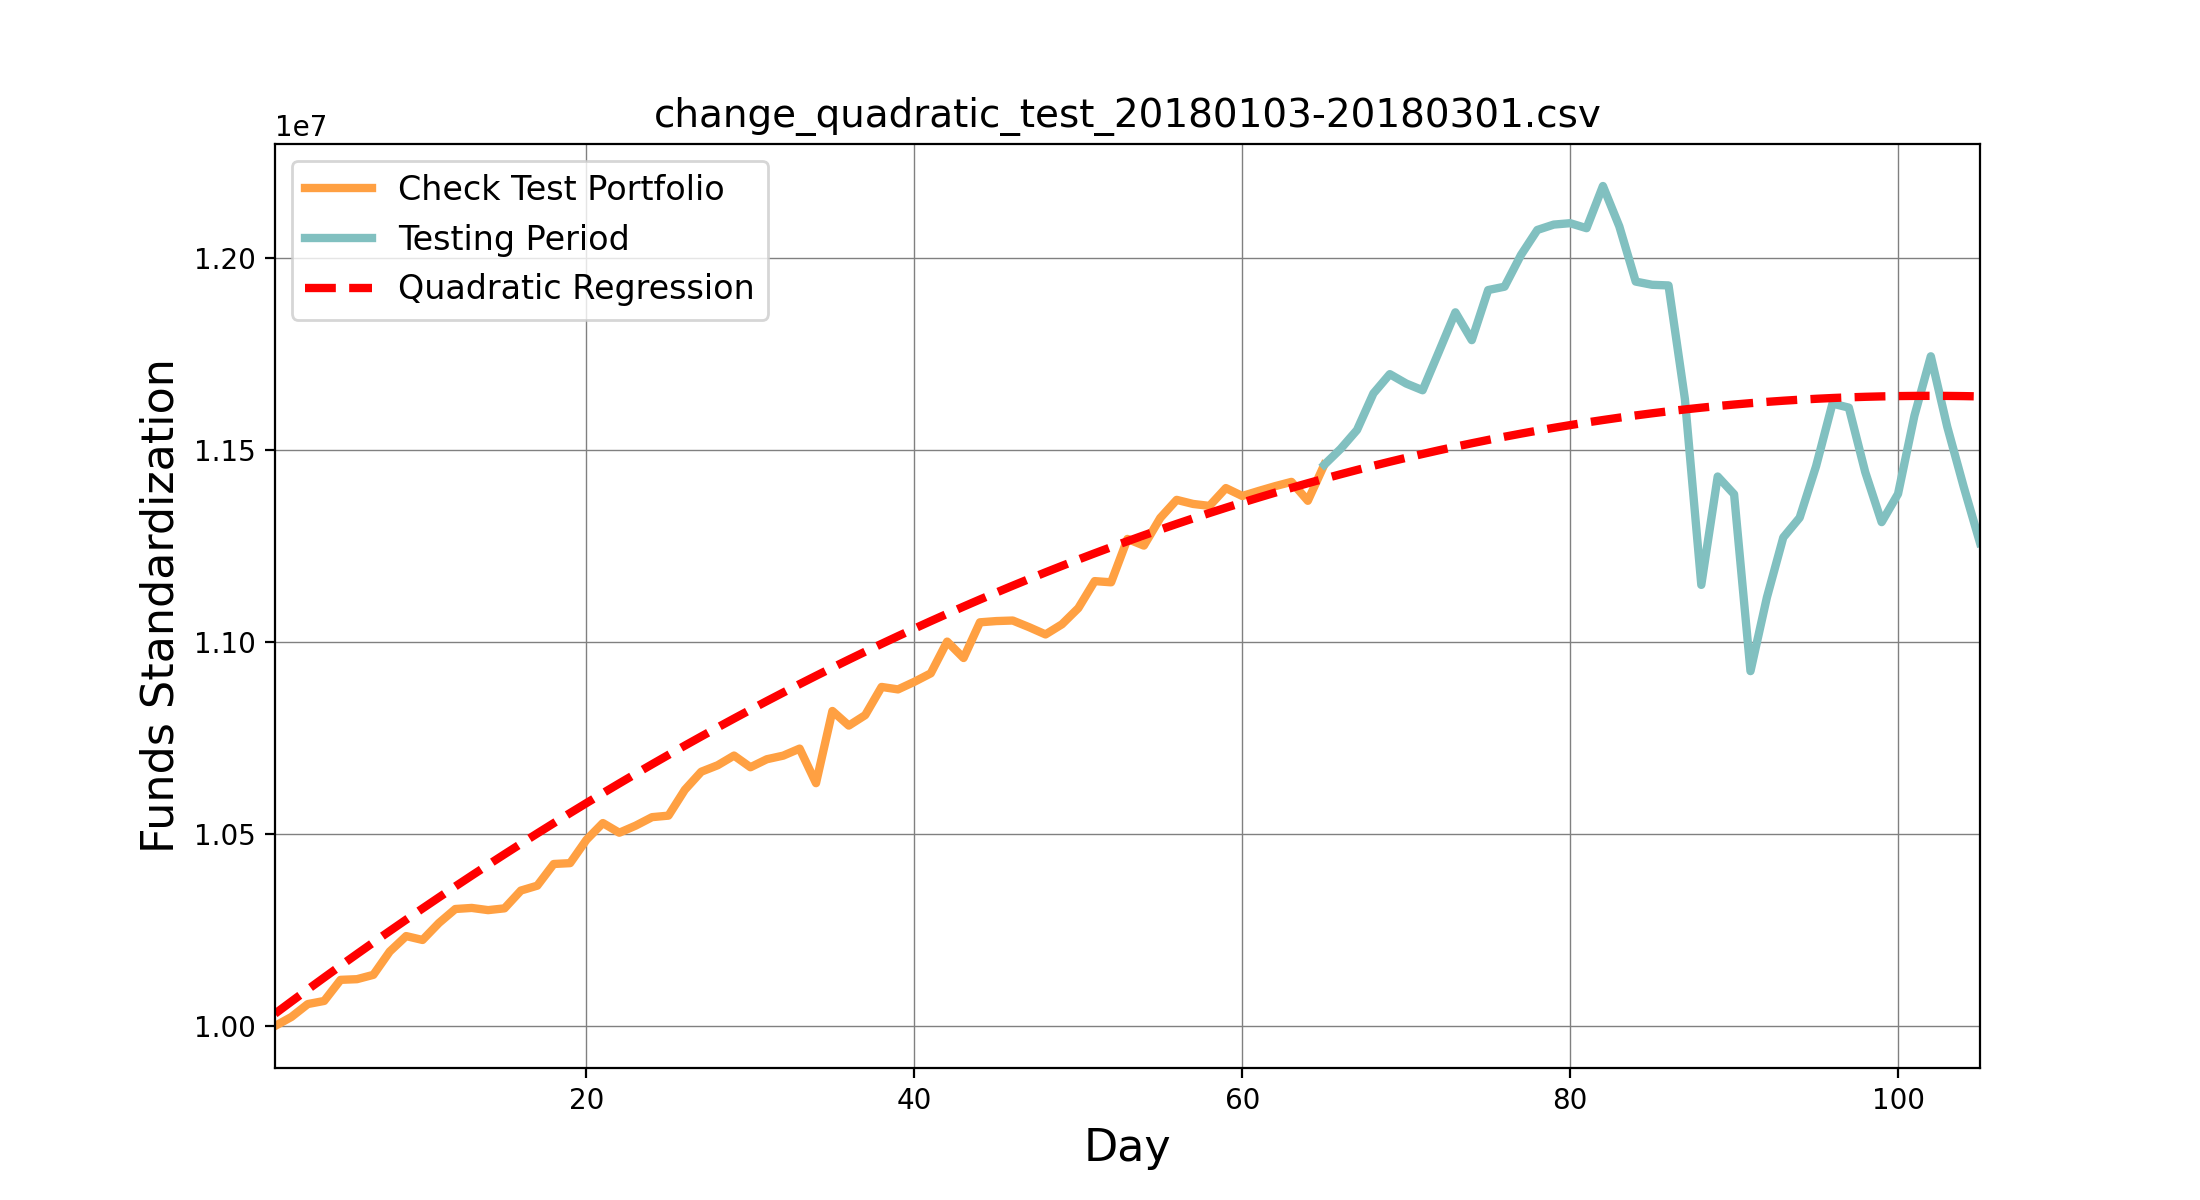 change_quadratic_test_20180103-20180301.csv
1e7
Check Test Portfolio
Testing Period
Quadratic Regression
1.20
1.15
1.10
1.05
1.00
Funds Standardization
20 40 60 80 100
Day